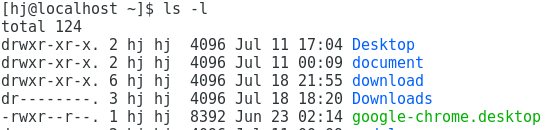 [hj@localhost ~]$ ls -l
total 124
drwxr-xr-x. 2 hj hj  4096 Jul 11 17:04 Desktop
drwxr-xr-x. 2 hj hj  4096 Jul 11 00:09 document
drwxr-xr-x. 6 hj hj  4096 Jul 18 21:55 download
dr--------. 3 hj hj  4096 Jul 18 18:20 Downloads
-rwxr--r--. 1 hj hj  8392 Jun 23 02:14 google-chrome.desktop